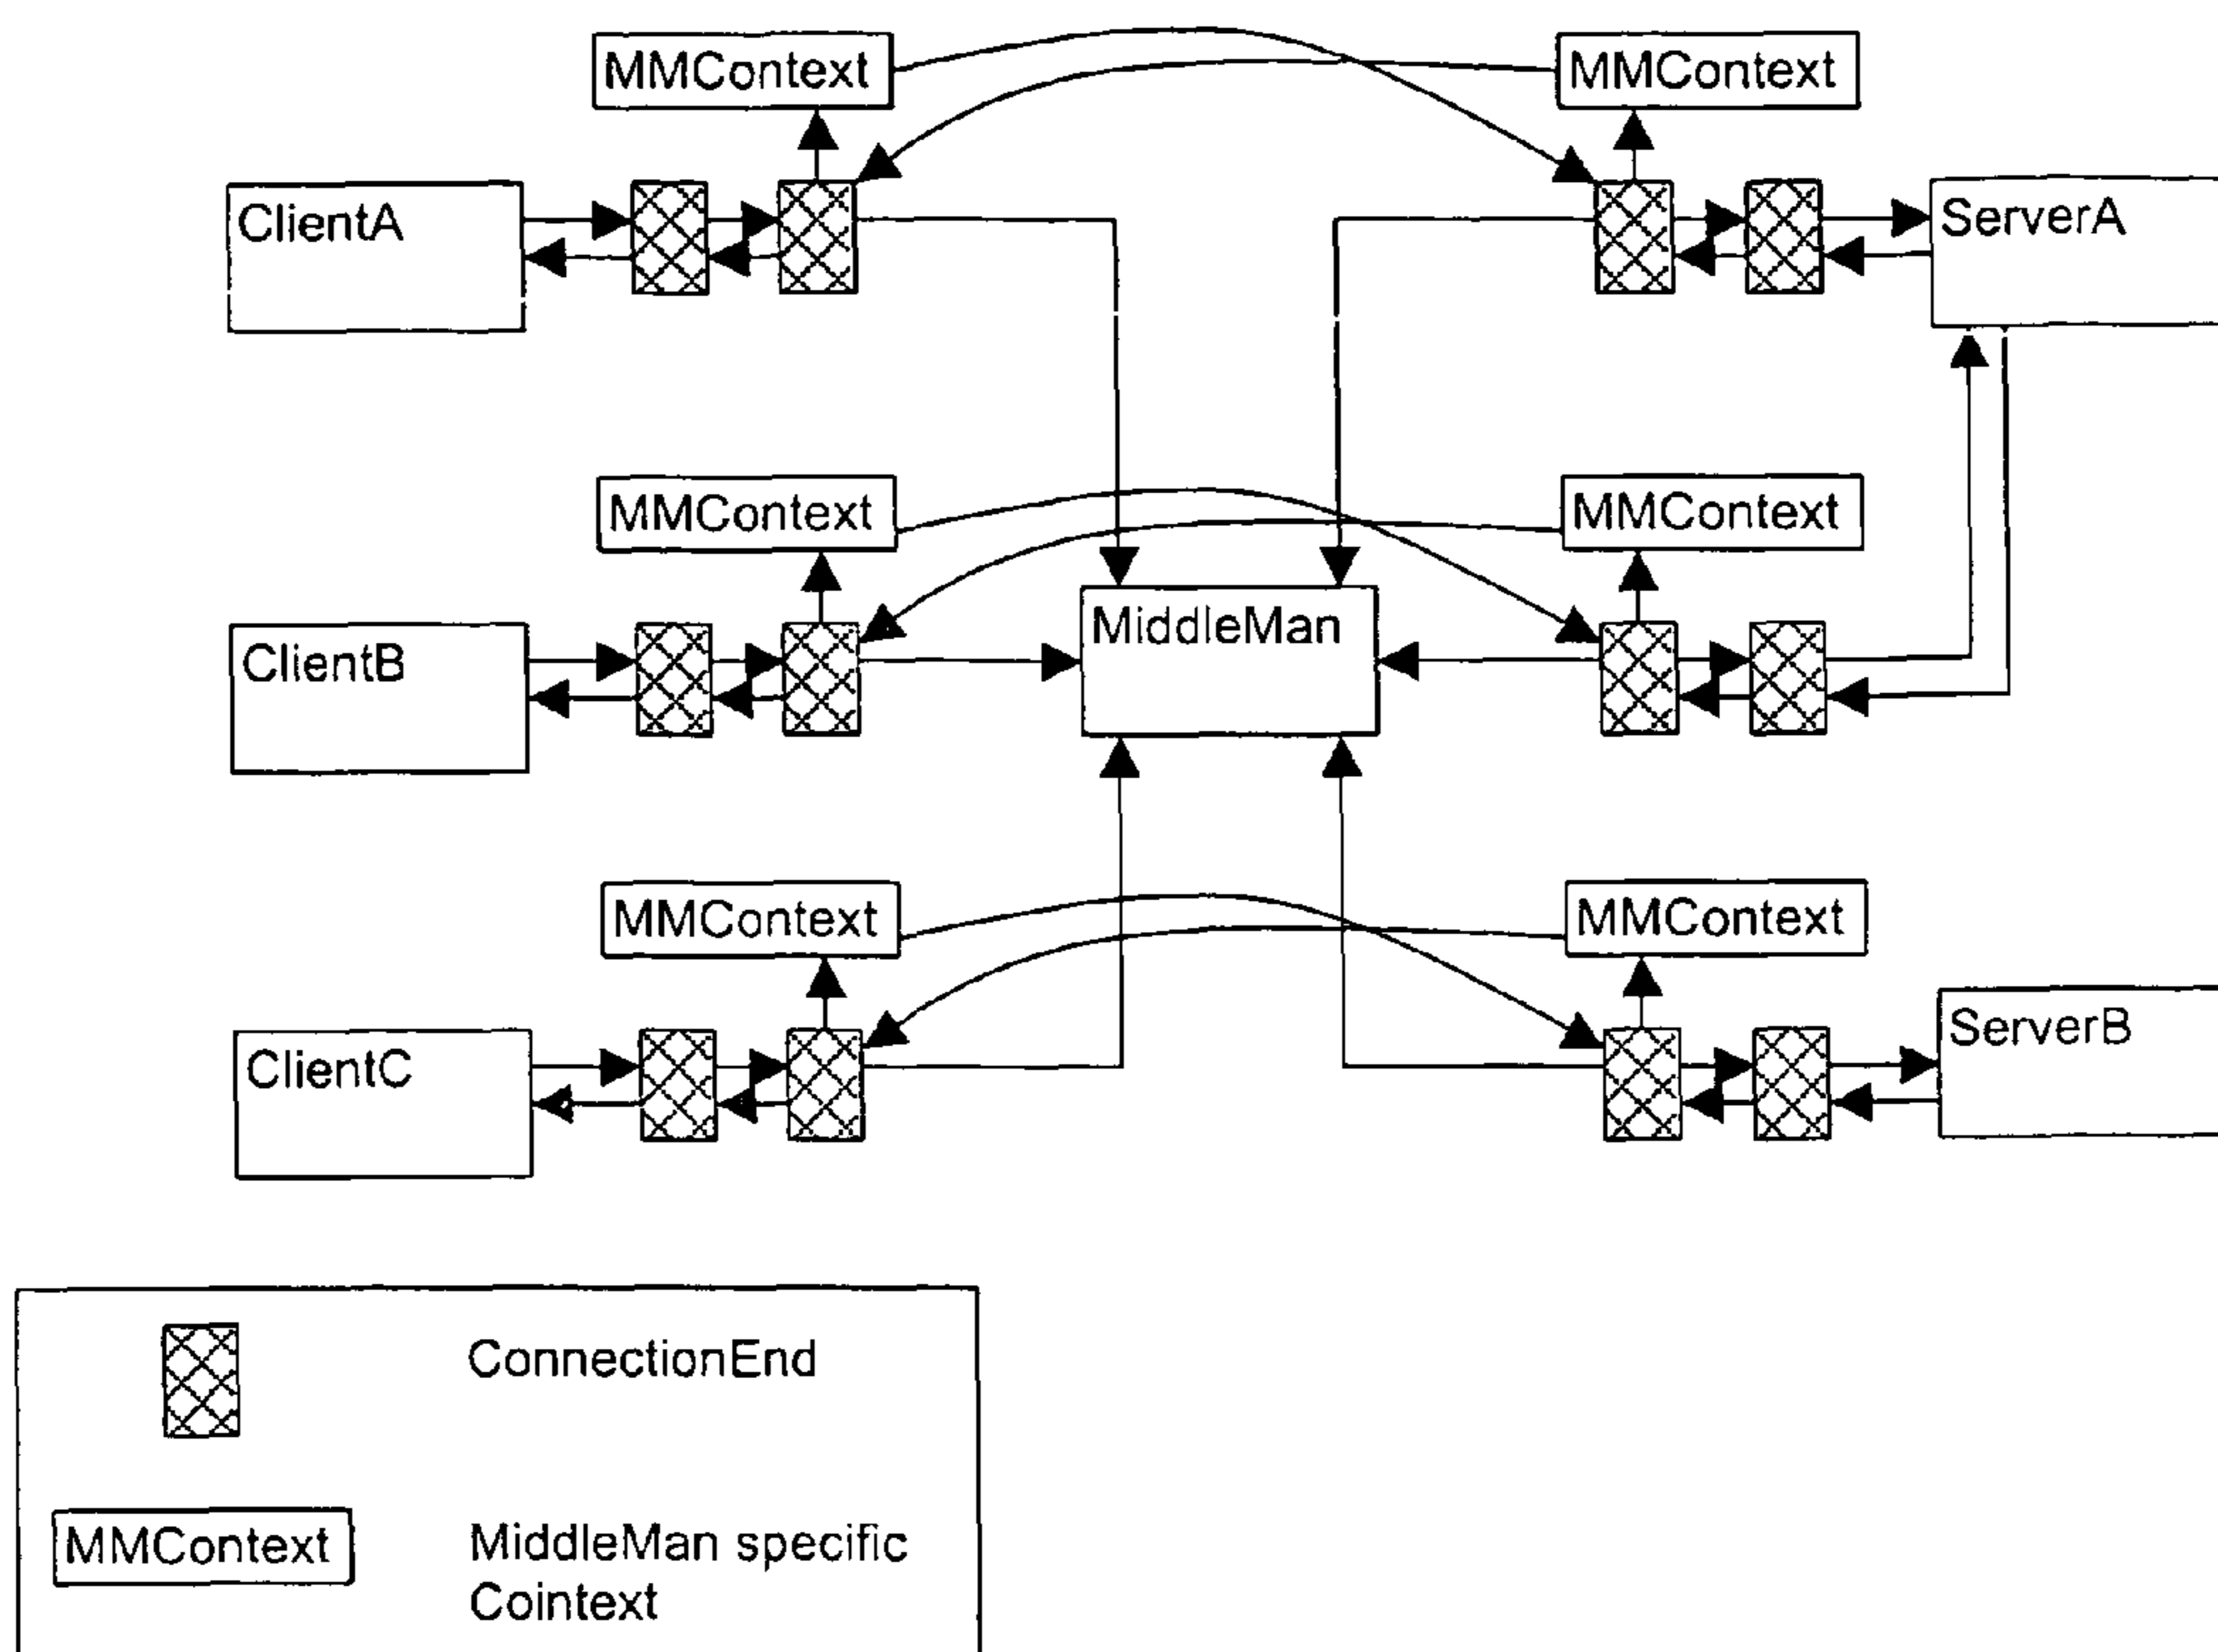 MMContext
MMContext
ClientA
ServerA
MMContext
MMContext
MiddleMan
ClientB
MMContext
MMContext
ClientC
ServerB
ConnectionEnd
MMContext
MiddleMan specific
Cointext